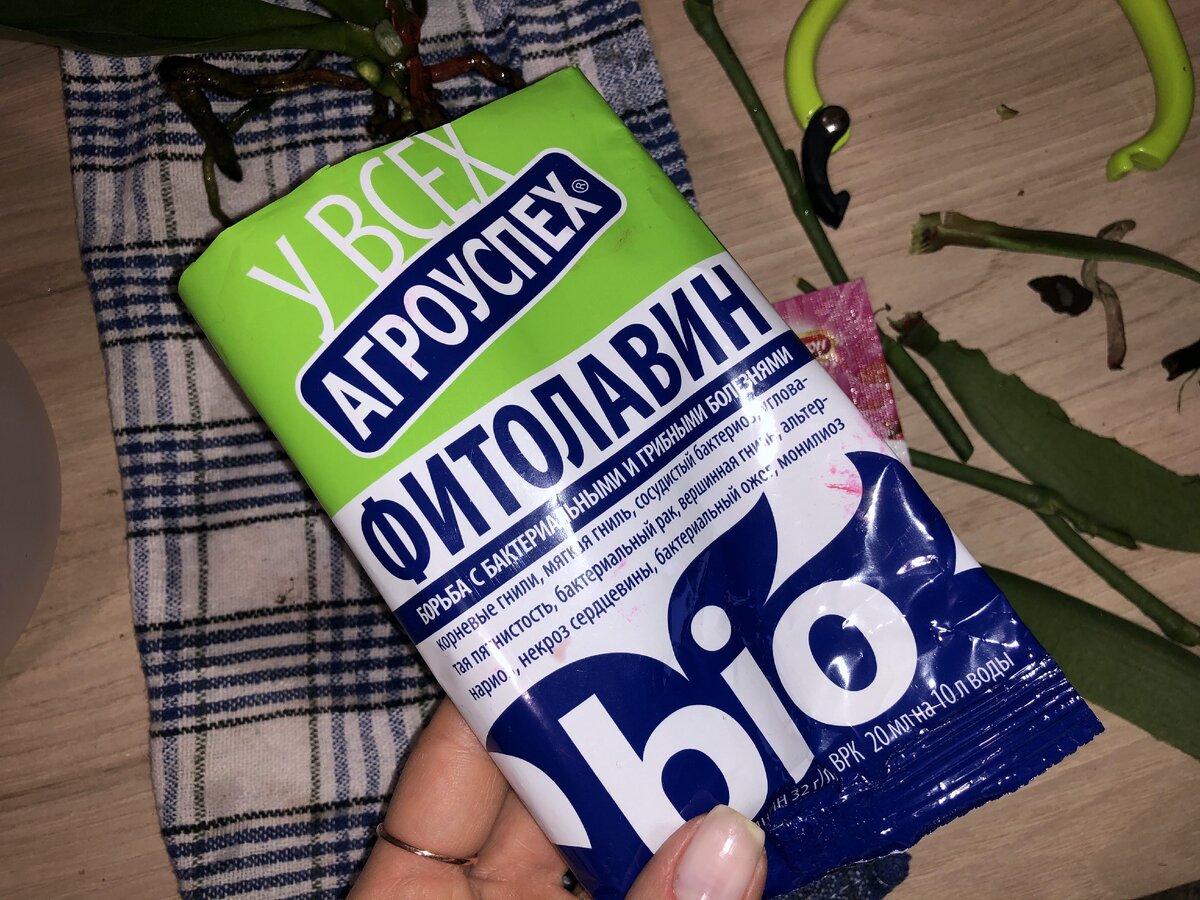 У ВСЕХ
АГРОУСПЕХ®
ФИТОЛАВИН
БОРЬБА С БАКТЕРИАЛЬНЫМИ И ГРИБНЫМИ БОЛЕЗНЯМИ
корневые гнили, мягкая гниль, сосудистый бактериоз, углова-
тая пятнистость, бактериальный рак, вершинная гниль, альтер-
нариоз, некроз сердцевины, бактериальный ожог, монилиоз
bio
32 г/л, ВРК 20 мл на 10 л воды